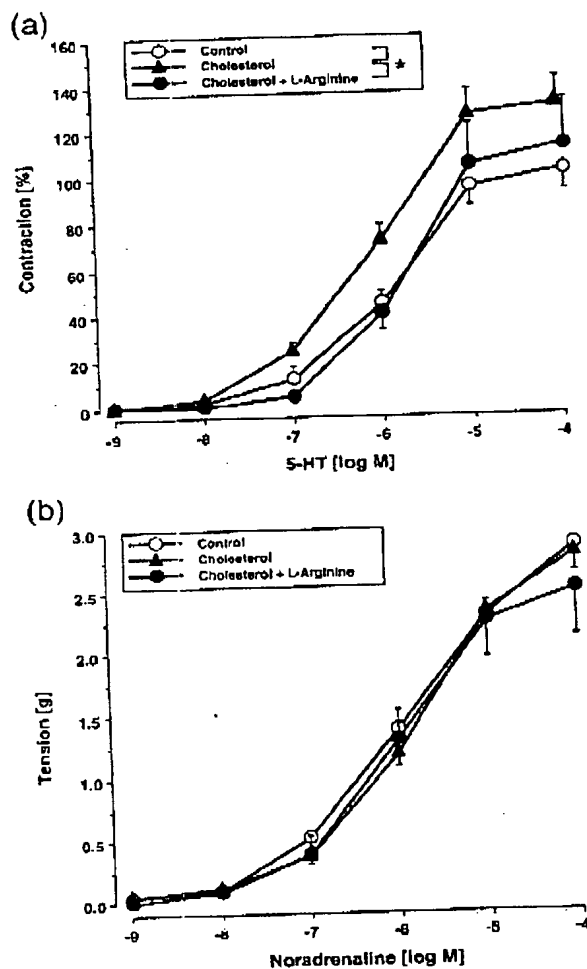 (a)
160
140
120
100
80
60
40
20
0
Contraction [%]
Control
Cholesterol
Cholesterol + L-Arginine
*
-9 -8 -7 -6 -5 -4
5-HT [log M]
(b)
3.0
2.5
2.0
1.5
1.0
0.5
0.0
Tension [g]
Control
Cholesterol
Cholesterol + L-Arginine
-9 -8 -7 -6 -5 -4
Noradrenaline [log M]